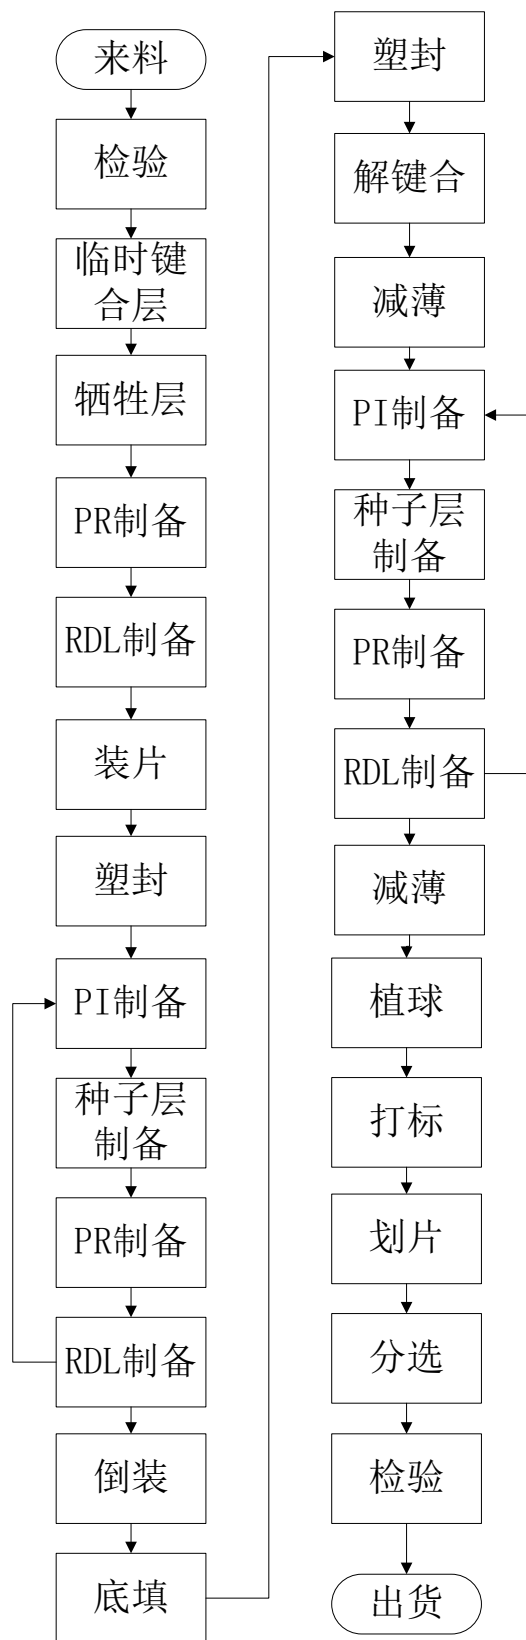 来料
检验
临时键
合层
牺牲层
PR制备
RDL制备
装片
塑封
PI制备
种子层
制备
PR制备
RDL制备
倒装
底填
塑封
解键合
减薄
PI制备
种子层
制备
PR制备
RDL制备
减薄
植球
打标
划片
分选
检验
出货